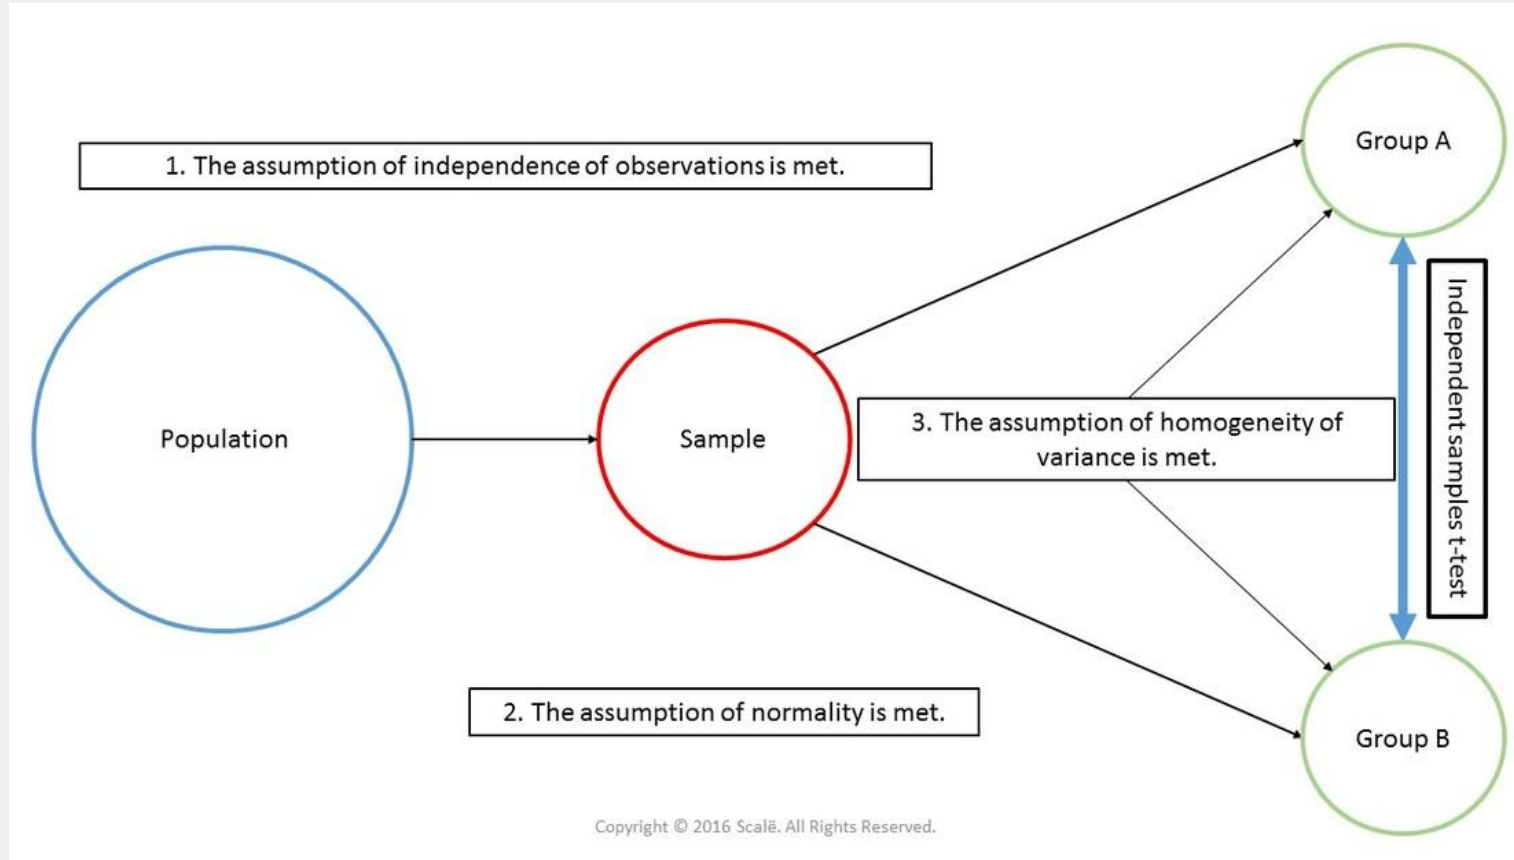 Group A
1. The assumption of independence of observations is met.
Population
Sample
3. The assumption of homogeneity of
variance is met.
Independent samples t-test
2. The assumption of normality is met.
Group B
Copyright © 2016 Scalë. All Rights Reserved.